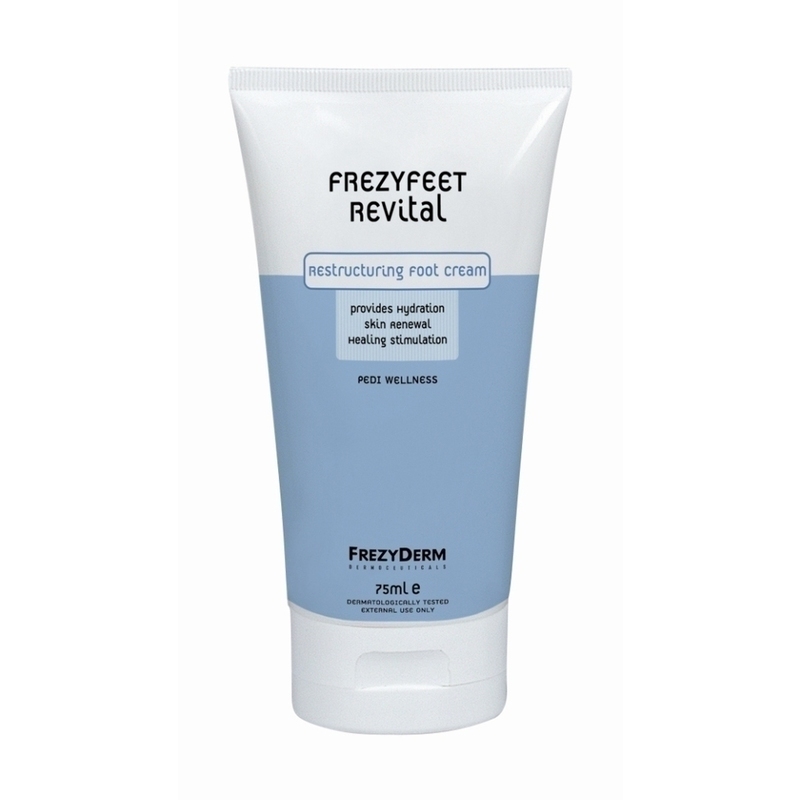 FREZYFEET
REVital
Restructuring foot cream
provides Hydration
skin Renewal
Healing stimulation
PEDI WELLNESS
FREZYDERM
DERMOCEUTICALS
75ml e
DERMATOLOGICALLY TESTED
EXTERNAL USE ONLY